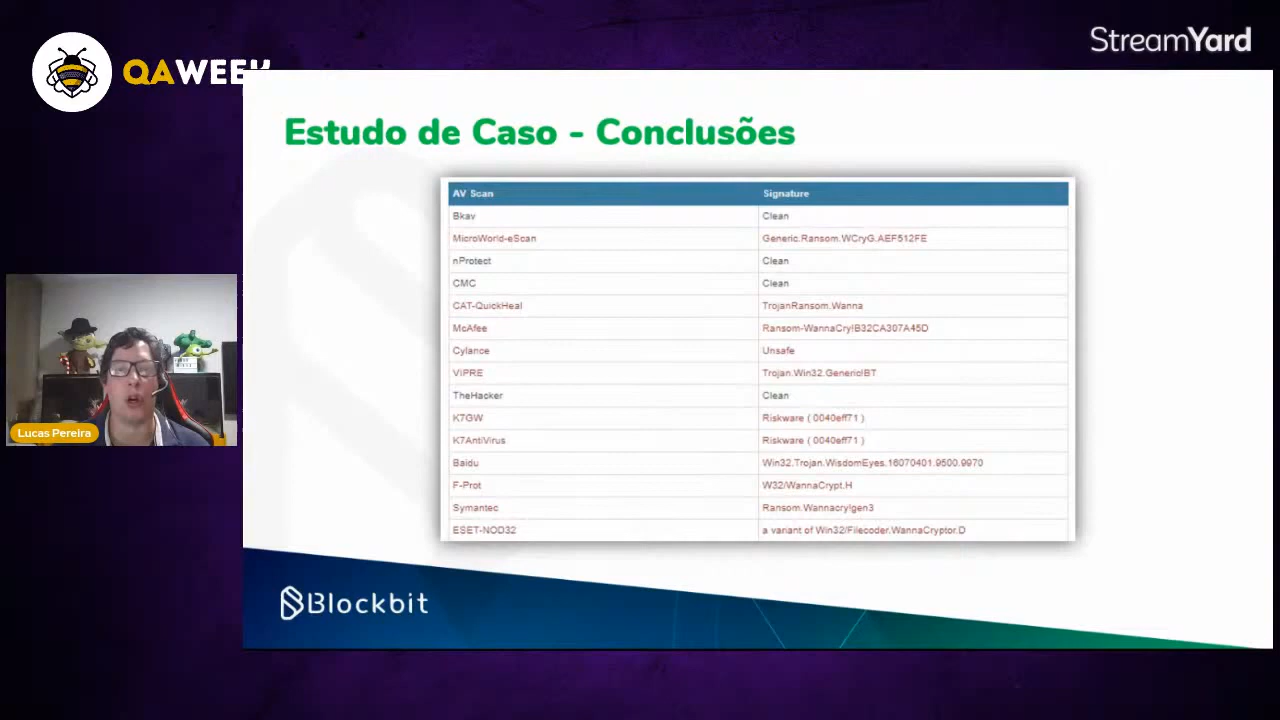 StreamYard
QAWEEK
Estudo de Caso - Conclusões
AV Scan Signature
Bkav Clean
MicroWorld-eScan Generic.Ransom.WCryG.AEF512FE
nProtect Clean
CMC Clean
CAT-QuickHeal TrojanRansom.Wanna
McAfee Ransom-WannaCry!B32CA307A45D
Cylance Unsafe
VIPRE Trojan.Win32.Generic!BT
TheHacker Clean
K7GW Riskware ( 0040eff71 )
K7AntiVirus Riskware ( 0040eff71 )
Baidu Win32.Trojan.WisdomEyes.16070401.9500.9970
F-Prot W32/WannaCrypt.H
Symantec Ransom.Wannacry!gen3
ESET-NOD32 a variant of Win32/Filecoder.WannaCryptor.D
Lucas Pereira
Blockbit